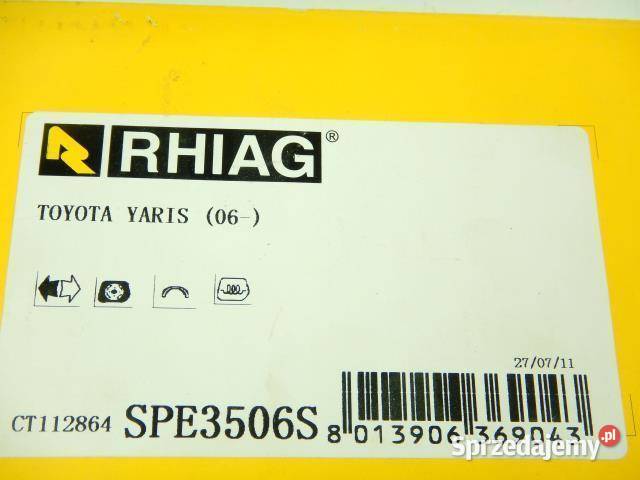 RHIAG®
TOYOTA YARIS (06-)
27/07/11
CT112864 SPE3506S
8 013906 369043
Sprzedajemy.pl